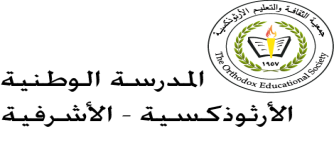 جمعية الثقافة والتعليم الأرثوذكسية
١٩٥٧
The Orthodox Educational Society
المدرسة الوطنية
الأرثوذكسية - الأشرفية